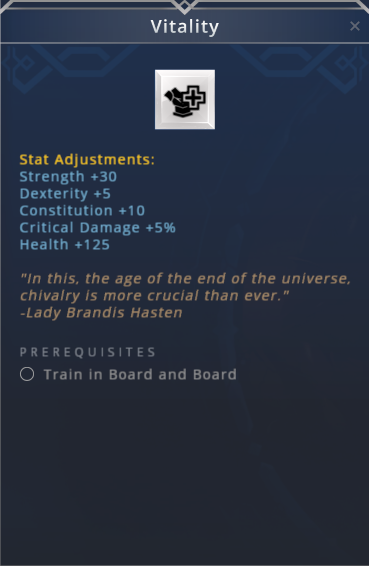 Vitality
Stat Adjustments:
Strength +30
Dexterity +5
Constitution +10
Critical Damage +5%
Health +125
"In this, the age of the end of the universe,
chivalry is more crucial than ever."
-Lady Brandis Hasten
PREREQUISITES
Train in Board and Board